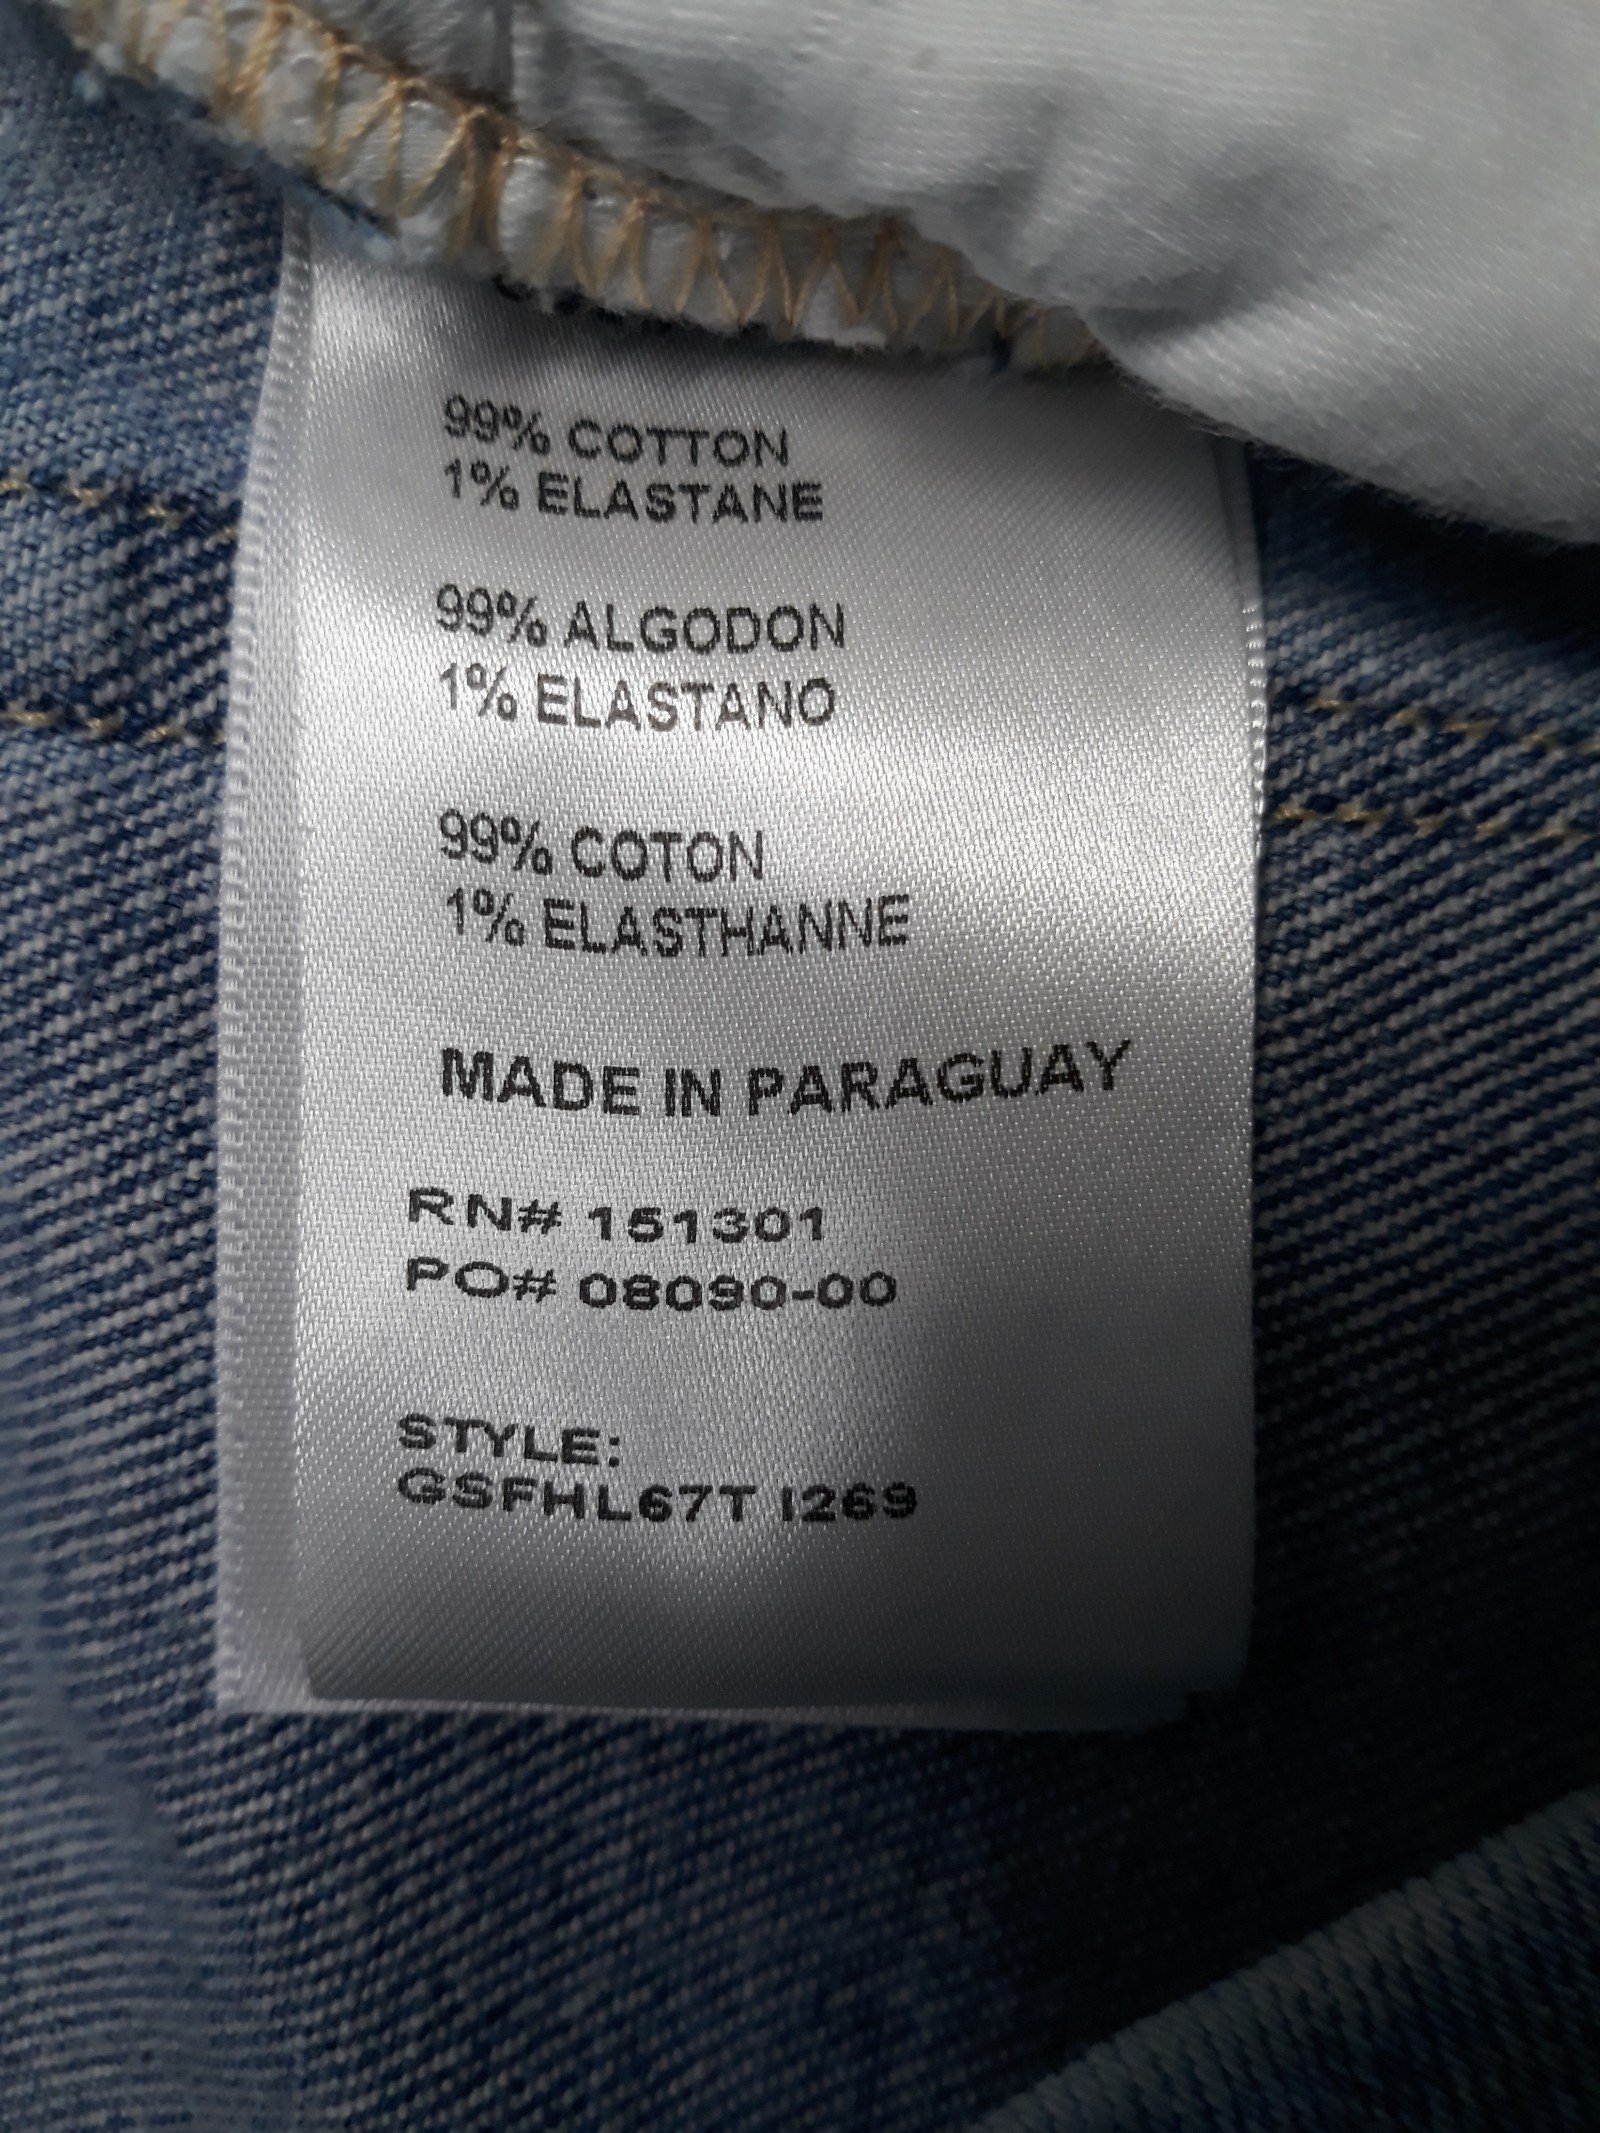 99% COTTON
1% ELASTANE
99% ALGODON
1% ELASTANO
99% COTON
1% ELASTHANNE
MADE IN PARAGUAY
RN# 151301
PO# 08090-00
STYLE:
GSFHL67T I269